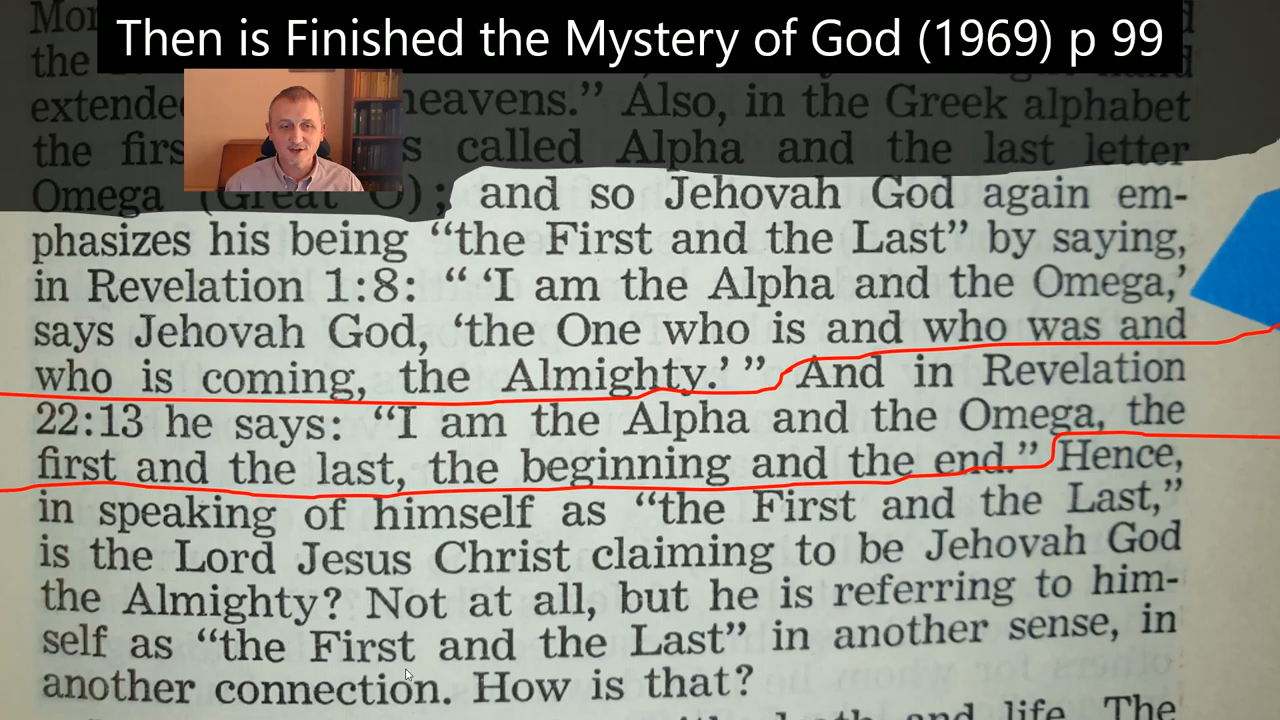 Then is Finished the Mystery of God (1969) p 99
Mor
the
extended heavens.” Also, in the Greek alphabet
the firs s called Alpha and the last letter
Omega (Great O); and so Jehovah God again em-
phasizes his being “the First and the Last” by saying,
in Revelation 1:8: “ ‘I am the Alpha and the Omega,’
says Jehovah God, ‘the One who is and who was and
who is coming, the Almighty.’ ” And in Revelation
22:13 he says: “I am the Alpha and the Omega, the
first and the last, the beginning and the end.” Hence,
in speaking of himself as “the First and the Last,”
is the Lord Jesus Christ claiming to be Jehovah God
the Almighty? Not at all, but he is referring to him-
self as “the First and the Last” in another sense, in
another connection. How is that?
and life. The